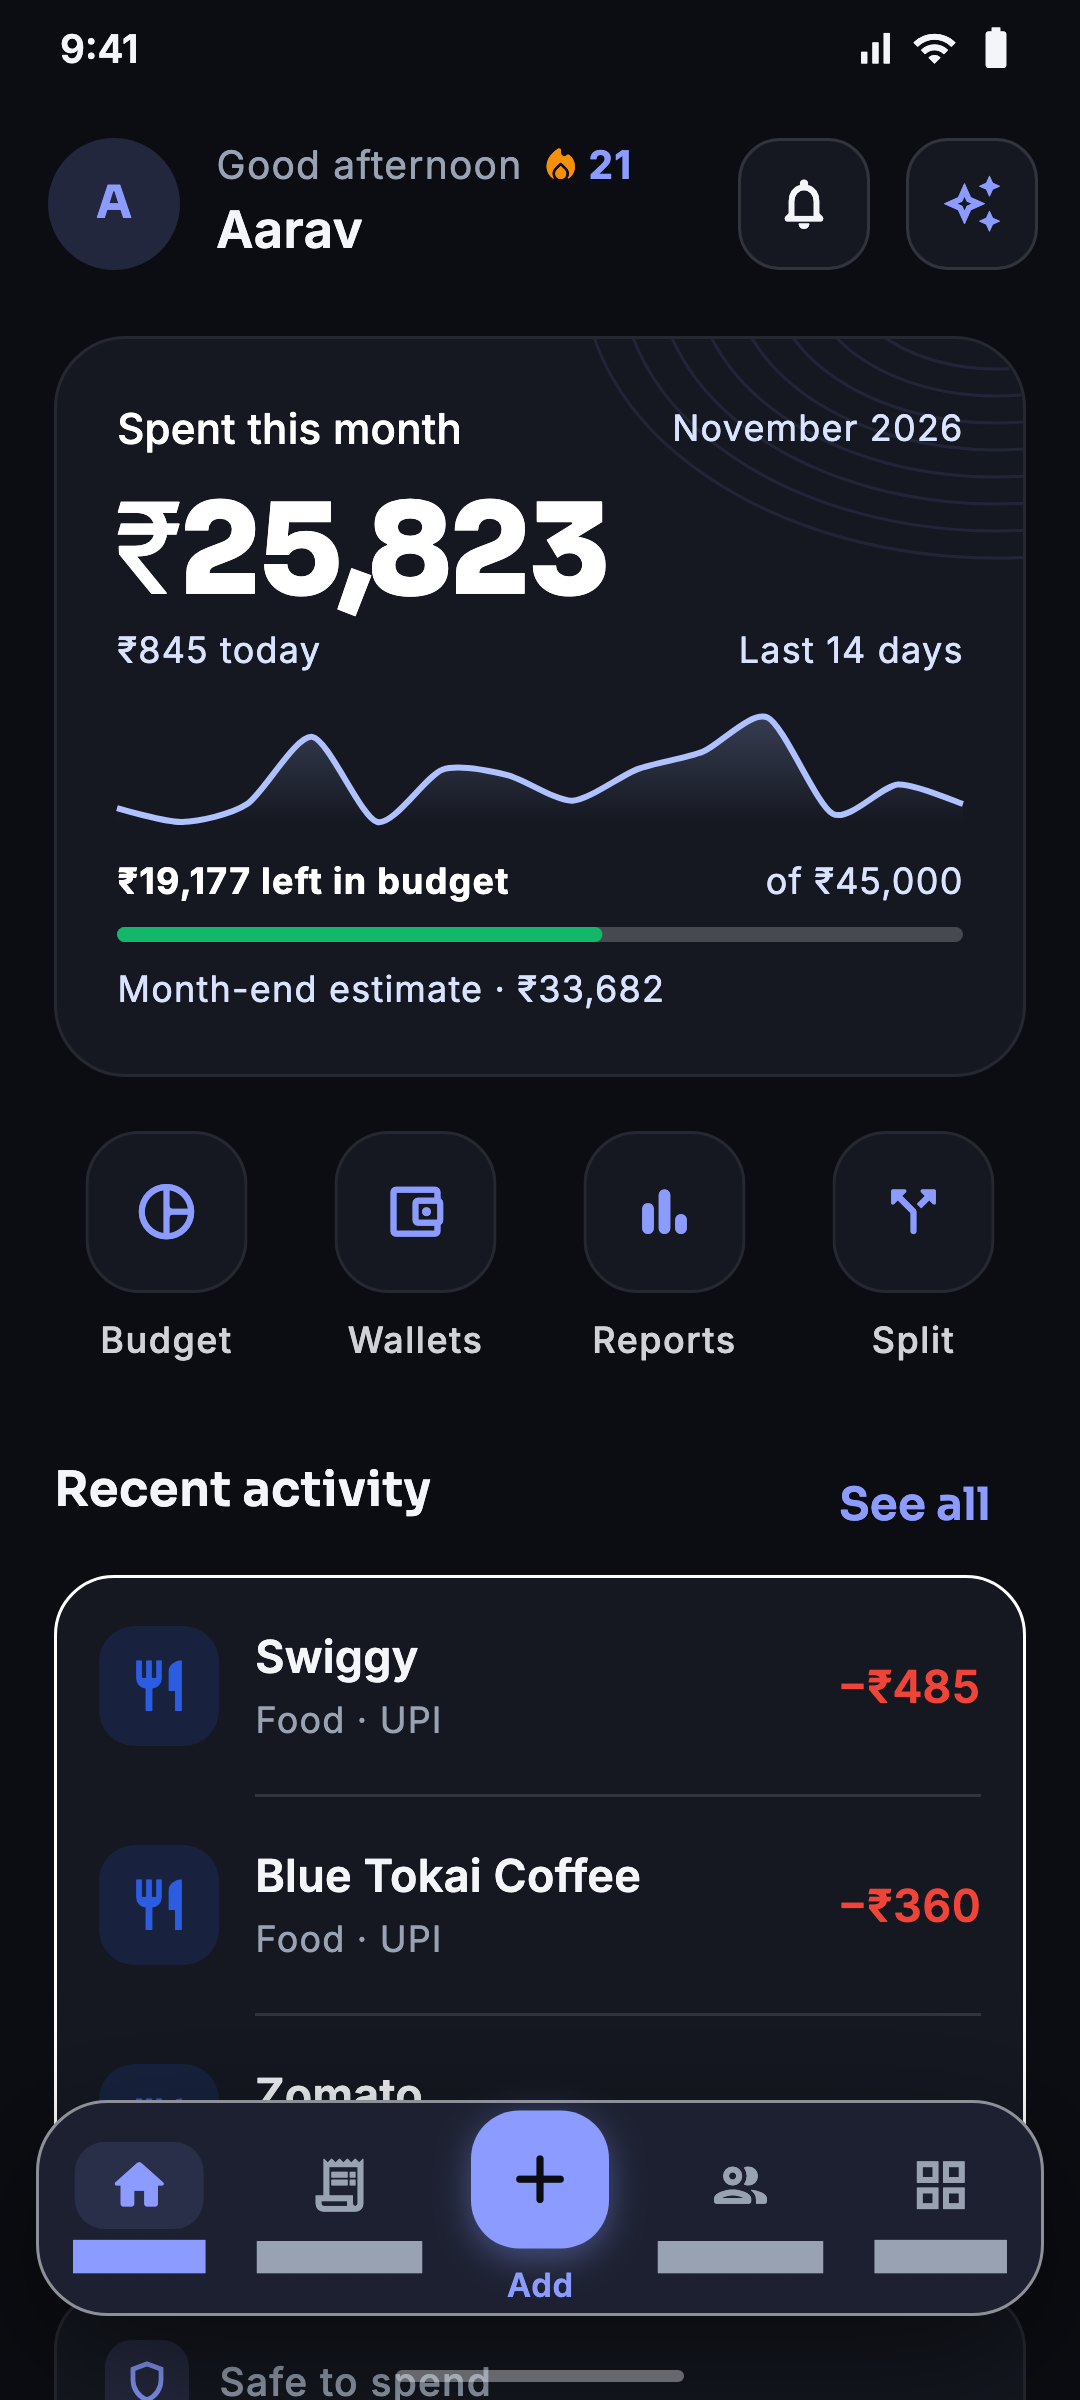 9:41
Good afternoon 21
A
Aarav
Spent this month
November 2026
₹25,823
₹845 today
Last 14 days
₹19,177 left in budget
of ₹45,000
Month-end estimate · ₹33,682
Budget
Wallets
Reports
Split
Recent activity
See all
Swiggy
Food · UPI
−₹485
Blue Tokai Coffee
Food · UPI
−₹360
Zomato
Add
Safe to spend